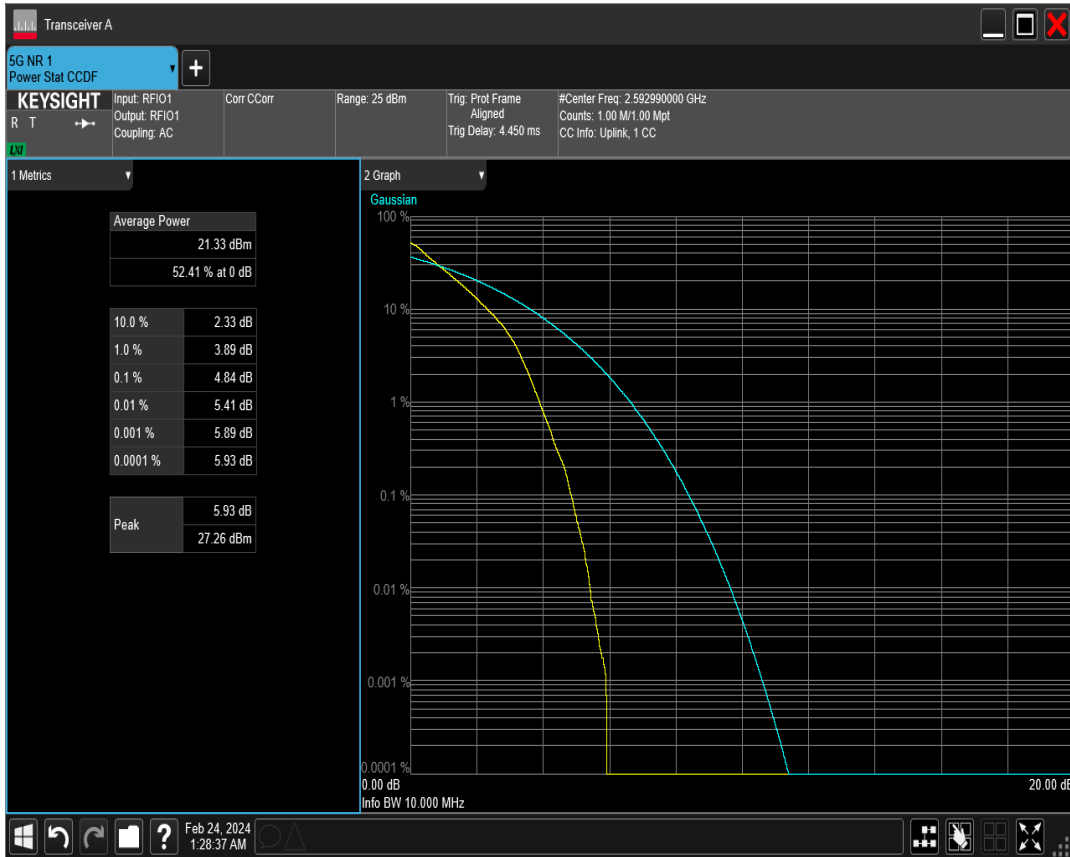 Transceiver A
5G NR 1
Power Stat CCDF
+
KEYSIGHT
R T
LXI
Input: RFIO1
Output: RFIO1
Coupling: AC
Corr CCorr
Range: 25 dBm
Trig: Prot Frame
Aligned
Trig Delay: 4.450 ms
#Center Freq: 2.592990000 GHz
Counts: 1.00 M/1.00 Mpt
CC Info: Uplink, 1 CC
1 Metrics
Average Power
21.33 dBm
52.41 % at 0 dB
10.0 % 2.33 dB
1.0 % 3.89 dB
0.1 % 4.84 dB
0.01 % 5.41 dB
0.001 % 5.89 dB
0.0001 % 5.93 dB
Peak
5.93 dB
27.26 dBm
2 Graph
Gaussian
100 %
10 %
1 %
0.1 %
0.01 %
0.001 %
0.0001 %
0.00 dB 20.00 dB
Info BW 10.000 MHz
?
Feb 24, 2024
1:28:37 AM